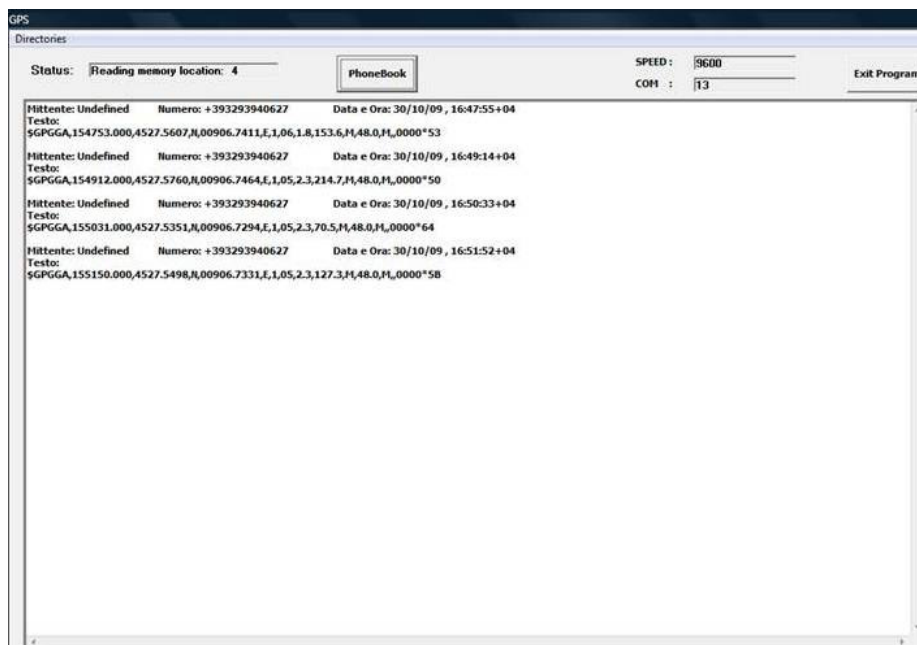 GPS
Directories
Status: Reading memory location: 4
PhoneBook
SPEED : 9600
COM : 13
Exit Program
Mittente: Undefined Numero: +393293940627 Data e Ora: 30/10/09 , 16:47:55+04
Testo:
$GPGGA,154753.000,4527.5607,N,00906.7411,E,1,06,1.8,153.6,M,48.0,M,,0000*53
Mittente: Undefined Numero: +393293940627 Data e Ora: 30/10/09 , 16:49:14+04
Testo:
$GPGGA,154912.000,4527.5760,N,00906.7464,E,1,05,2.3,214.7,M,48.0,M,,0000*50
Mittente: Undefined Numero: +393293940627 Data e Ora: 30/10/09 , 16:50:33+04
Testo:
$GPGGA,155031.000,4527.5351,N,00906.7294,E,1,05,2.3,70.5,M,48.0,M,,0000*64
Mittente: Undefined Numero: +393293940627 Data e Ora: 30/10/09 , 16:51:52+04
Testo:
$GPGGA,155150.000,4527.5498,N,00906.7331,E,1,05,2.3,127.3,M,48.0,M,,0000*5B